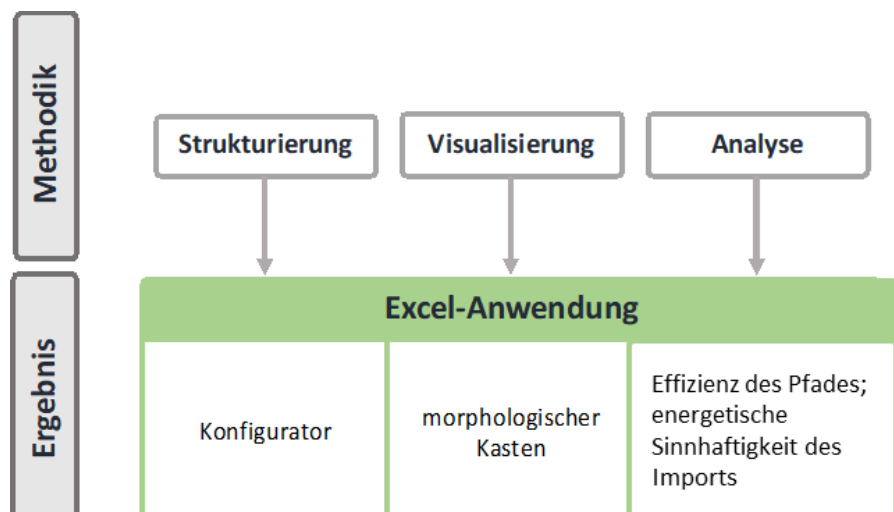 Methodik
Strukturierung
Visualisierung
Analyse
Ergebnis
Excel-Anwendung
Konfigurator
morphologischer
Kasten
Effizienz des Pfades;
energetische
Sinnhaftigkeit des
Imports